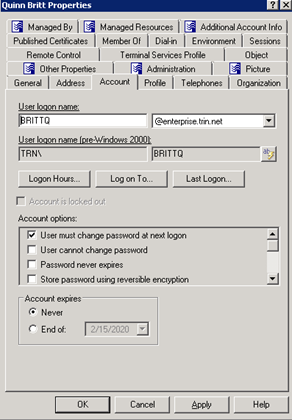 Quinn Britt Properties
Managed By Managed Resources Additional Account Info
Published Certificates Member Of Dial-in Environment Sessions
Remote Control Terminal Services Profile Object
Other Properties Administration Picture
General Address Account Profile Telephones Organization
User logon name:
BRITTQ @enterprise.trin.net
User logon name (pre-Windows 2000):
TRN\ BRITTQ
Logon Hours... Log on To... Last Logon...
Account is locked out
Account options:
User must change password at next logon
User cannot change password
Password never expires
Store password using reversible encryption
Account expires
Never
End of: 2/15/2020
OK Cancel Apply Help